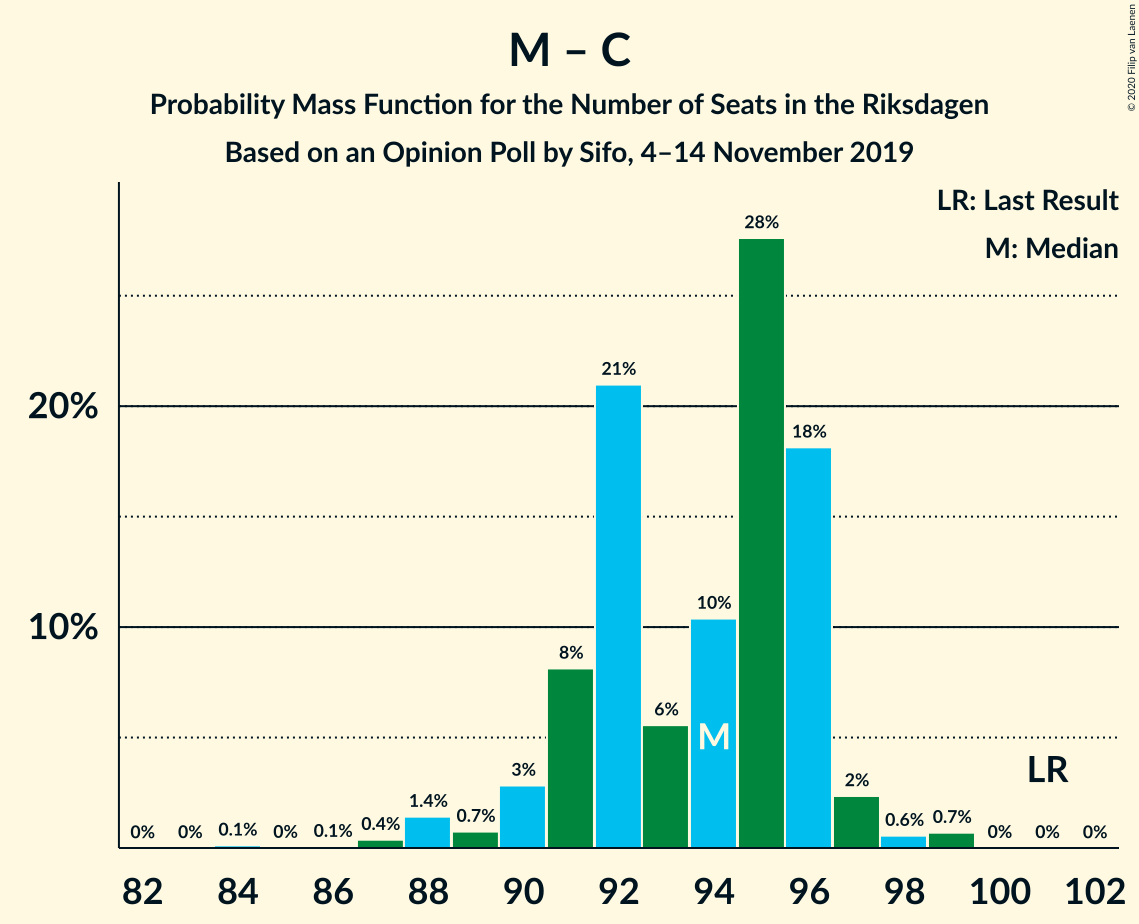 M – C
Probability Mass Function for the Number of Seats in the Riksdagen
Based on an Opinion Poll by Sifo, 4–14 November 2019
© 2020 Filip van Laenen
LR: Last Result
M: Median
20%
10%
0% 0% 0.1% 0% 0.1% 0.4% 1.4% 0.7% 3% 8% 21% 6% 10% 28% 18% 2% 0.6% 0.7% 0% 0% 0%
M
LR
82 84 86 88 90 92 94 96 98 100 102